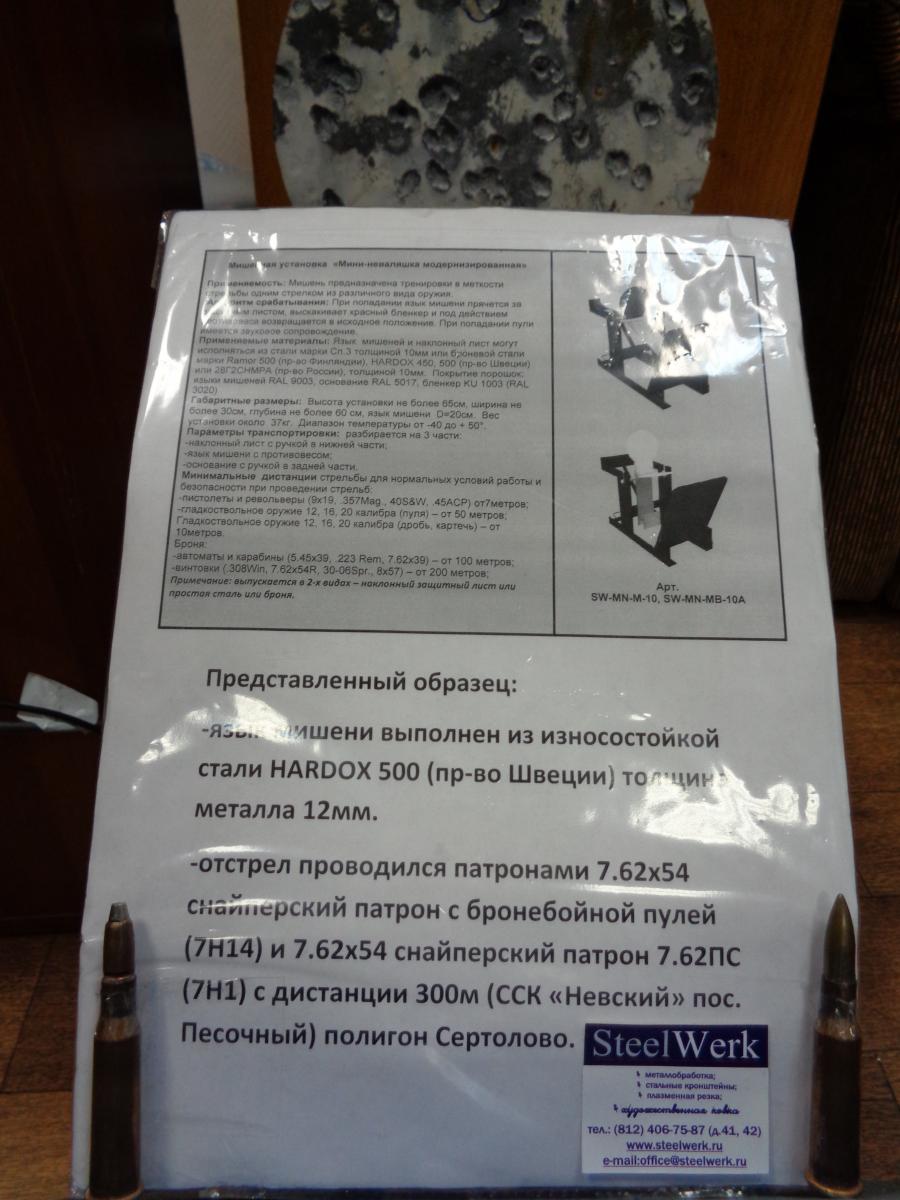 Мишенная установка «Мини-неваляшка модернизированная»
Применяемость: Мишень предназначена тренировки в меткости
стрельбы одним стрелком из различного вида оружия.
Алгоритм срабатывания: При попадании язык мишени прячется за
листом, выскакивает красный бленкер и под действием
противовеса возвращается в исходное положение. При попадании пули
имеется звуковое сопровождение.
Применяемые материалы: Язык мишеней и наклонный лист могут
исполняться из стали марки Сп.3 толщиной 10мм или броневой стали
марки Ramor 500 (пр-во Финляндии), HARDOX 450, 500 (пр-во Швеции)
или 28Г2СНМРА (пр-во России), толщиной 10мм. Покрытие порошок:
языки мишеней RAL 9003, основание RAL 5017, бленкер KU 1003 (RAL
3020)
Габаритные размеры: Высота установки не более 65см, ширина не
более 30см, глубина не более 60 см, язык мишени D=20см. Вес
установки около 37кг. Диапазон температуры от -40 до + 50°.
Параметры транспортировки: разбирается на 3 части:
-наклонный лист с ручкой в нижней части;
-язык мишени с противовесом;
-основание с ручкой в задней части.
Минимальные дистанции стрельбы для нормальных условий работы и
безопасности при проведении стрельб:
-пистолеты и револьверы (9x19, .357Mag., 40S&W, .45ACP) от7метров;
-гладкоствольное оружие 12, 16, 20 калибра (пуля) – от 50 метров;
Гладкоствольное оружие 12, 16, 20 калибра (дробь, картечь) – от
10метров.
Броня:
-автоматы и карабины (5.45x39, .223 Rem, 7.62x39) – от 100 метров;
-винтовки (.308Win, 7.62x54R, 30-06Spr., 8x57) – от 200 метров;
Примечание: выпускается в 2-х видах – наклонный защитный лист или
простая сталь или броня.
Арт.
SW-MN-M-10, SW-MN-MB-10A
Представленный образец:
-язык мишени выполнен из износостойкой
стали HARDOX 500 (пр-во Швеции) толщина
металла 12мм.
-отстрел проводился патронами 7.62x54
снайперский патрон с бронебойной пулей
(7Н14) и 7.62x54 снайперский патрон 7.62ПС
(7Н1) с дистанции 300м (ССК «Невский» пос.
Песочный) полигон Сертолово.
SteelWerk
металлобработка;
стальные кронштейны;
плазменная резка;
художественная ковка
тел.: (812) 406-75-87 (д.41, 42)
www.steelwerk.ru
e-mail:office@steelwerk.ru